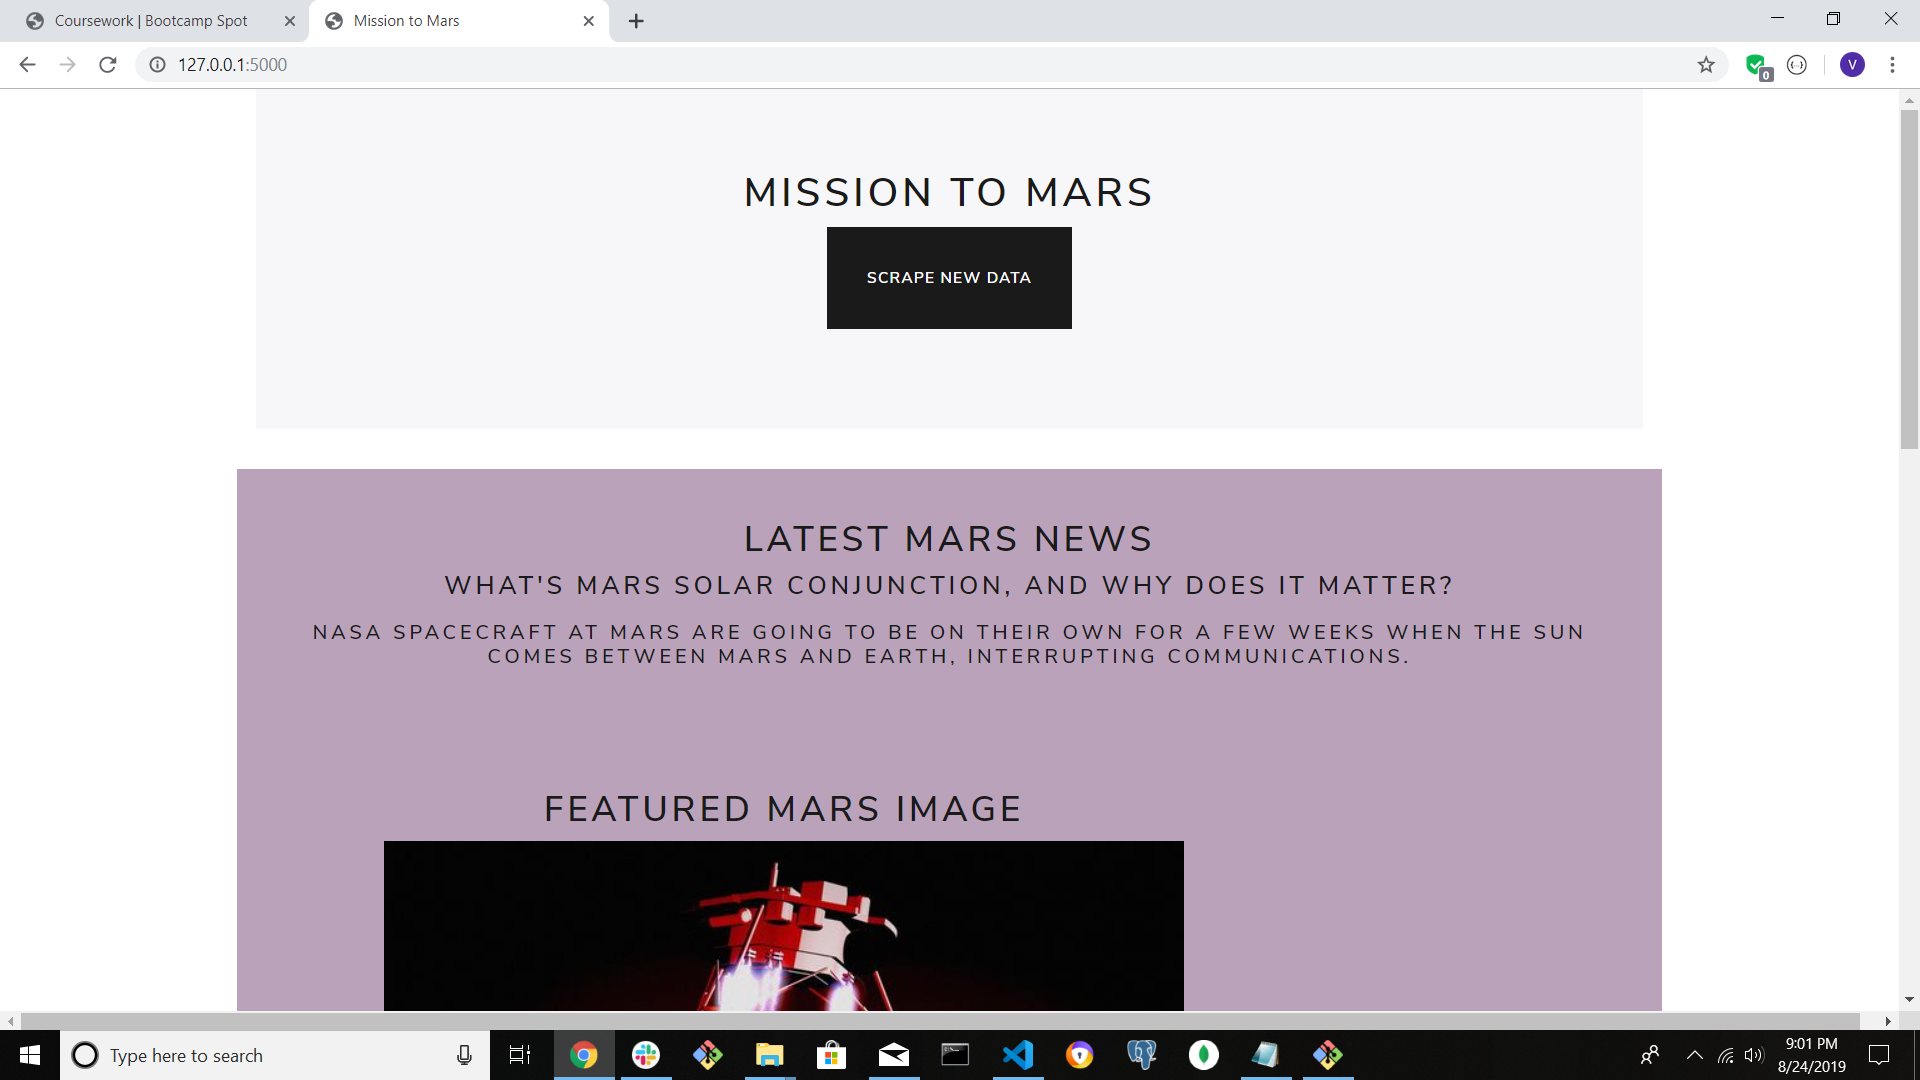 Coursework | Bootcamp Spot
Mission to Mars
127.0.0.1:5000
0
V
MISSION TO MARS
SCRAPE NEW DATA
LATEST MARS NEWS
WHAT'S MARS SOLAR CONJUNCTION, AND WHY DOES IT MATTER?
NASA SPACECRAFT AT MARS ARE GOING TO BE ON THEIR OWN FOR A FEW WEEKS WHEN THE SUN
COMES BETWEEN MARS AND EARTH, INTERRUPTING COMMUNICATIONS.
FEATURED MARS IMAGE
Type here to search
9:01 PM
8/24/2019